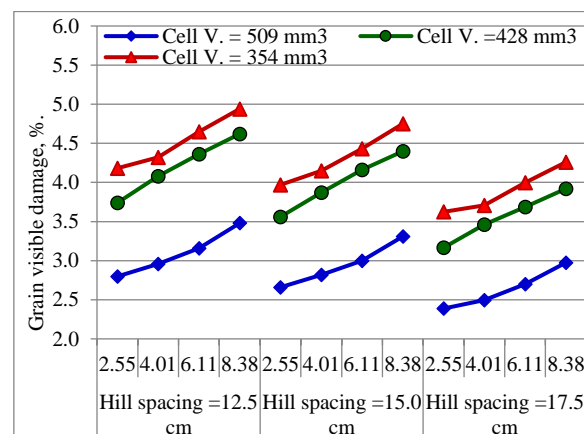 Cell V. = 509 mm3
Cell V. =428 mm3
Cell V. = 354 mm3
Grain visible damage, %.
6.0
5.5
5.0
4.5
4.0
3.5
3.0
2.5
2.0
2.55 4.01 6.11 8.38 2.55 4.01 6.11 8.38 2.55 4.01 6.11 8.38
Hill spacing =12.5 cm
Hill spacing =15.0 cm
Hill spacing =17.5 cm